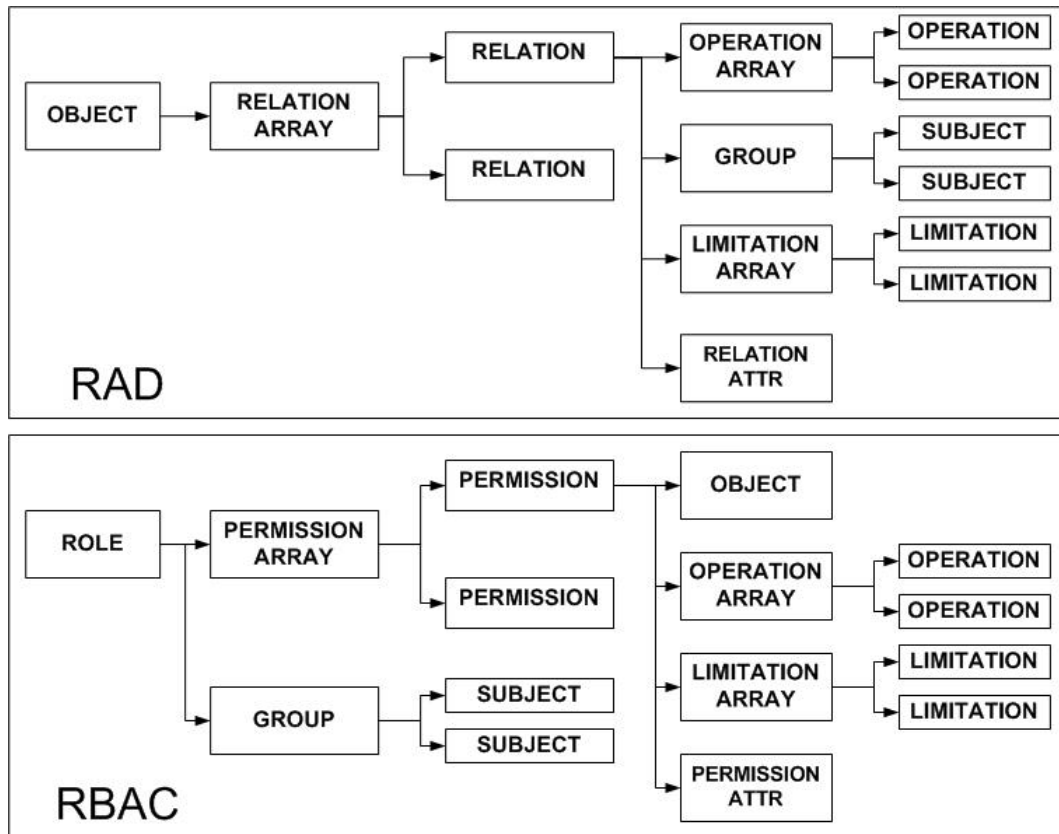 OBJECT
RELATION
ARRAY
RELATION
RELATION
OPERATION
ARRAY
GROUP
LIMITATION
ARRAY
RELATION
ATTR
OPERATION
OPERATION
SUBJECT
SUBJECT
LIMITATION
LIMITATION
RAD
ROLE
PERMISSION
ARRAY
GROUP
PERMISSION
PERMISSION
SUBJECT
SUBJECT
OBJECT
OPERATION
ARRAY
LIMITATION
ARRAY
PERMISSION
ATTR
OPERATION
OPERATION
LIMITATION
LIMITATION
RBAC